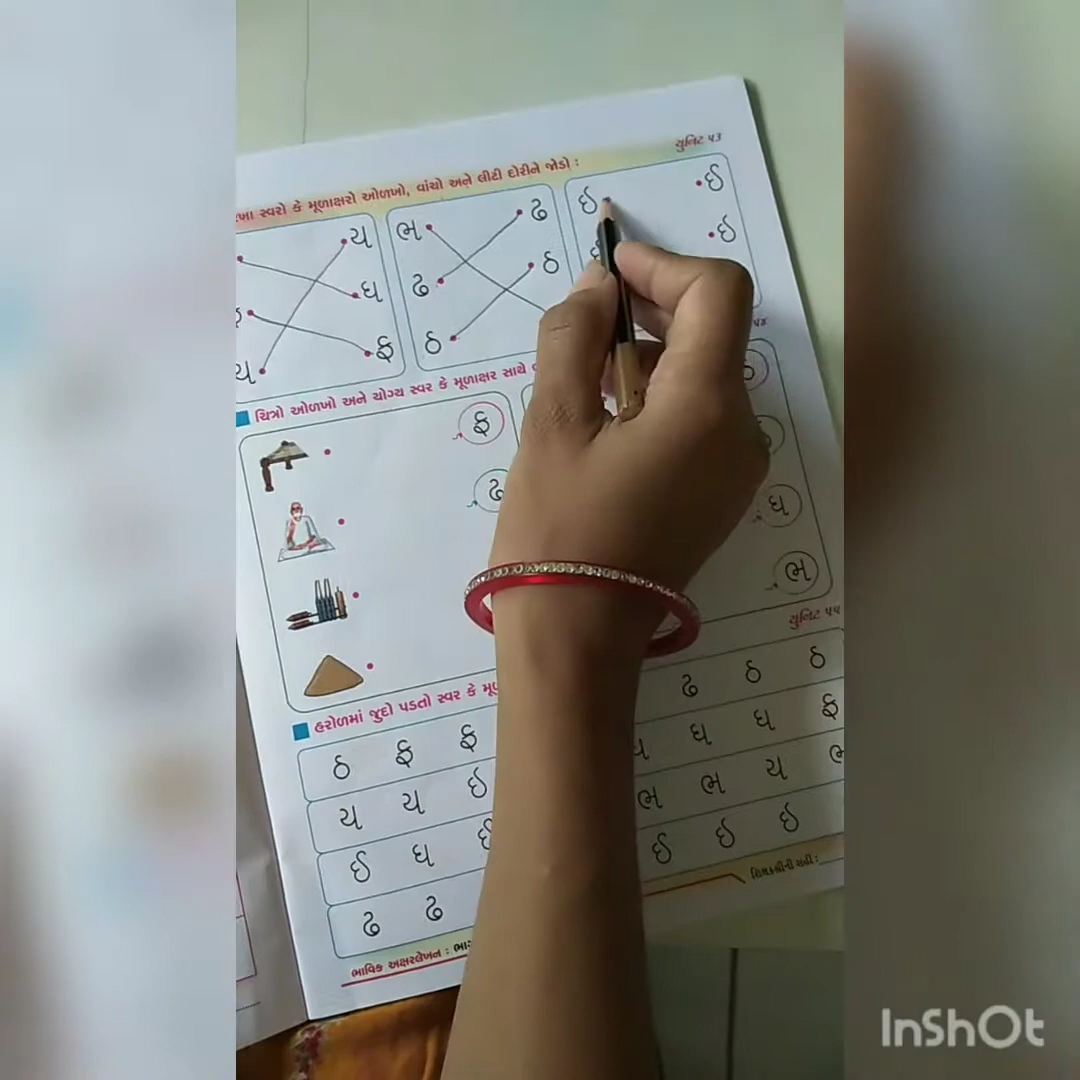 યુનિટ ૫૩
સ્વરો કે મૂળાક્ષરો ઓળખો, વાંચો અને લીટી દોરીને જોડો :
ય ભ ઢ ઇ ઈ
ઘ ઢ ઠ ઇ
ફ ઠ
ય
ચિત્રો ઓળખો અને યોગ્ય સ્વર કે મૂળાક્ષર સાથે
ફ
ઢ ઘ
ભ
યુનિટ ૫૫
હરોળમાં જુદો પડતો સ્વર કે
ઠ ફ ફ ઢ ઠ ઠ
ય ય ઇ ઘ ઘ ફ
ઈ ઘ ભ ભ ય ભ
ઢ ઢ ઈ ઇ ઇ
ભાવિક અક્ષરલેખન :
શિક્ષકશ્રીની સહી :
InShOt